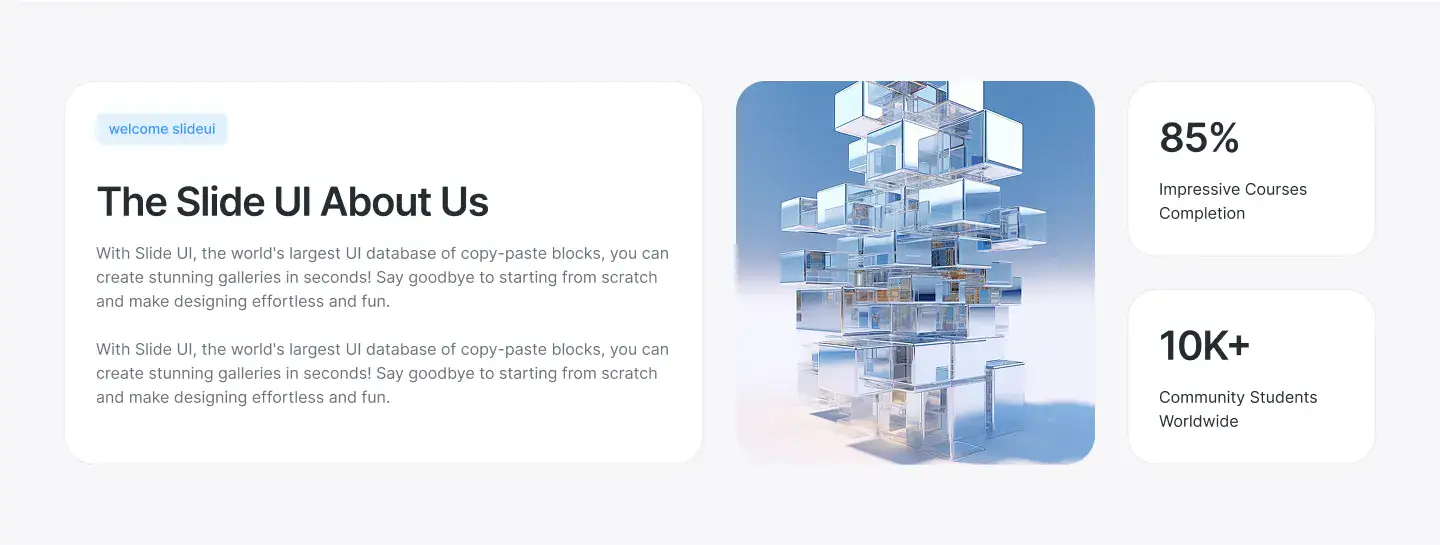 welcome slideui
The Slide UI About Us
With Slide UI, the world's largest UI database of copy-paste blocks, you can
create stunning galleries in seconds! Say goodbye to starting from scratch
and make designing effortless and fun.
With Slide UI, the world's largest UI database of copy-paste blocks, you can
create stunning galleries in seconds! Say goodbye to starting from scratch
and make designing effortless and fun.
85%
Impressive Courses
Completion
10K+
Community Students
Worldwide